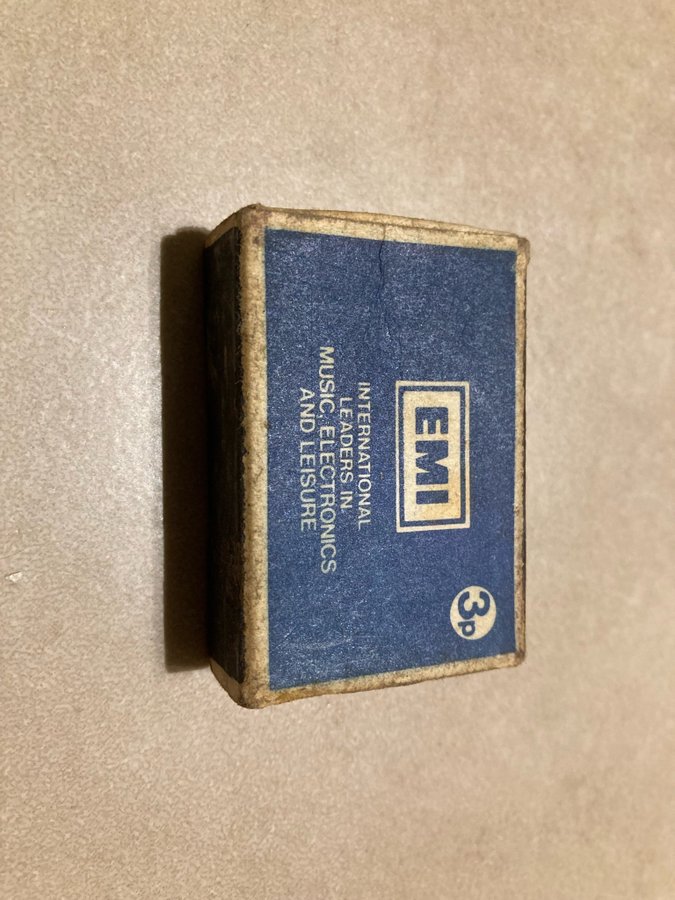 3p
EMI
INTERNATIONAL
LEADERS IN
MUSIC, ELECTRONICS
AND LEISURE